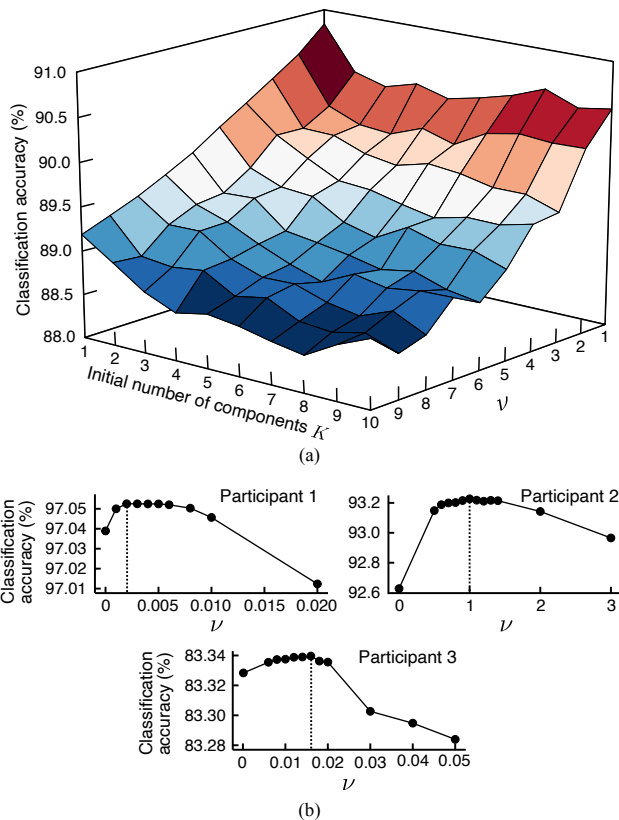 91.0
90.5
90.0
89.5
89.0
88.5
88.0
Classification accuracy (%)
1 2 3 4 5 6 7 8 9 10
Initial number of components K
9 8 7 6 5 4 3 2 1
ν
(a)
Participant 1
Classification
accuracy (%)
97.05
97.04
97.03
97.02
97.01
0 0.005 0.010 0.015 0.020
ν
Participant 2
93.2
93.0
92.8
92.6
0 1 2 3
ν
Participant 3
Classification
accuracy (%)
83.34
83.32
83.30
83.28
0 0.01 0.02 0.03 0.04 0.05
ν
(b)